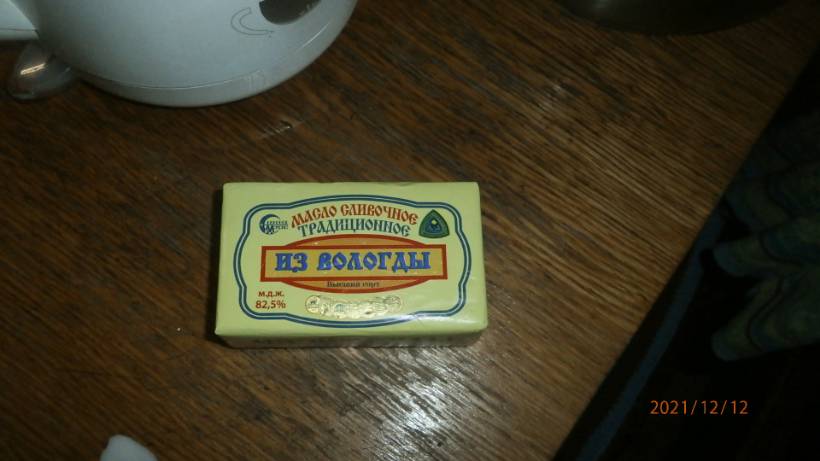 МАСЛО СЛИВОЧНОЕ
ТРАДИЦИОННОЕ
ИЗ ВОЛОГДЫ
Высший сорт
м.д.ж.
82,5%
2021/12/12